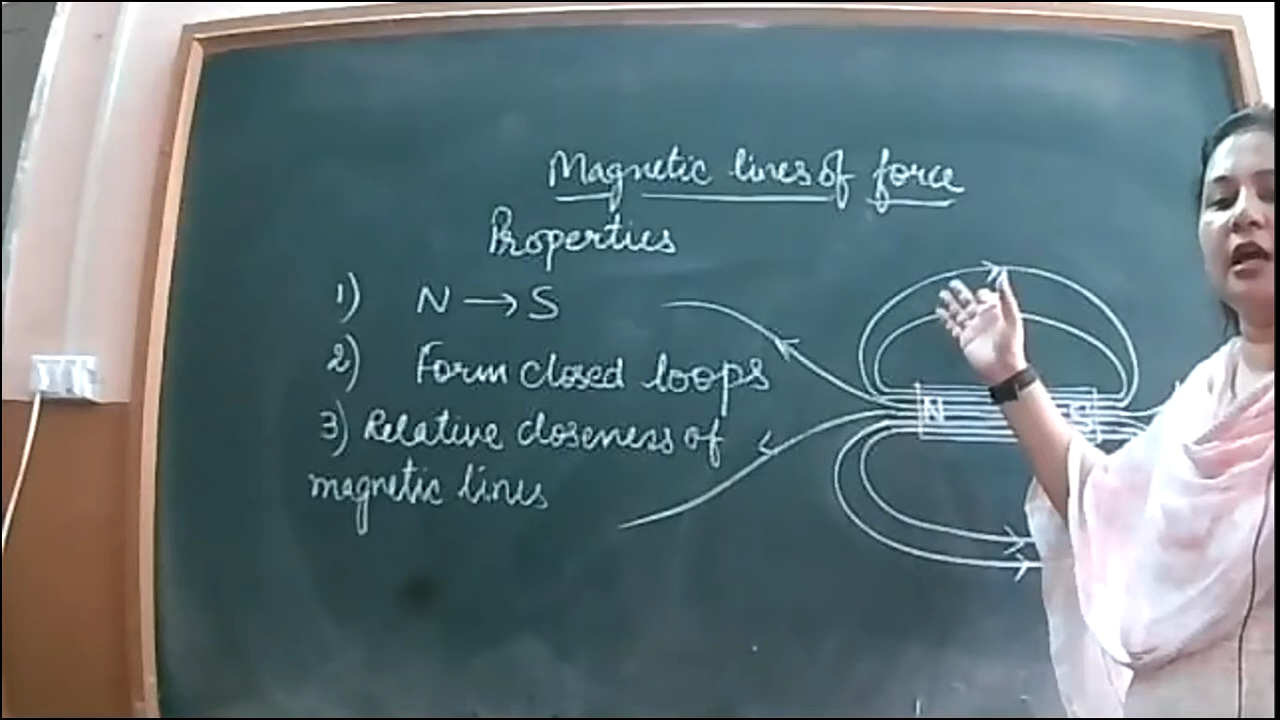 Magnetic lines of force
Properties
1) N → S
2) Form closed loops
3) Relative closeness of
magnetic lines
N S